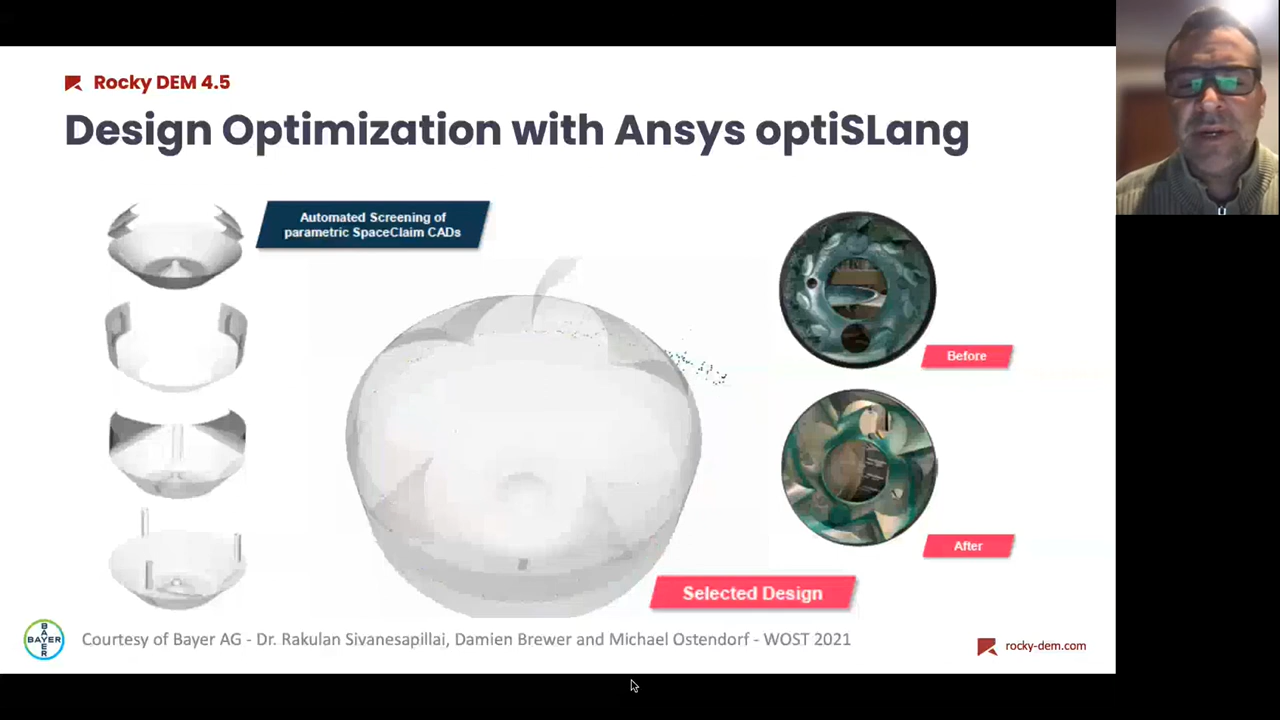 Rocky DEM 4.5
Design Optimization with Ansys optiSLang
Automated Screening of
parametric SpaceClaim CADs
Before
After
Selected Design
BAYER
BAYER
Courtesy of Bayer AG - Dr. Rakulan Sivanesapillai, Damien Brewer and Michael Ostendorf - WOST 2021
rocky-dem.com